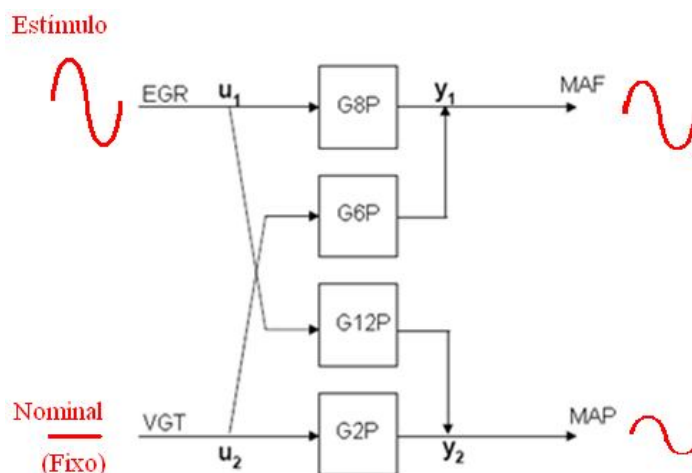 Estímulo
EGR
u1
G8P
y1
MAF
G6P
G12P
Nominal
(Fixo)
VGT
u2
G2P
y2
MAP